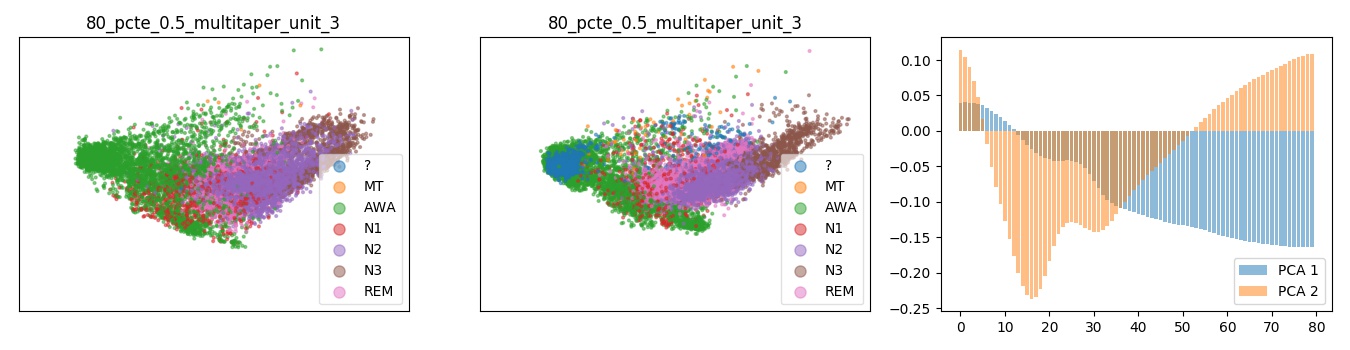 80_pcte_0.5_multitaper_unit_3
?
MT
AWA
N1
N2
N3
REM
80_pcte_0.5_multitaper_unit_3
?
MT
AWA
N1
N2
N3
REM
0.10
0.05
0.00
−0.05
−0.10
−0.15
−0.20
−0.25
PCA 1
PCA 2
0 10 20 30 40 50 60 70 80